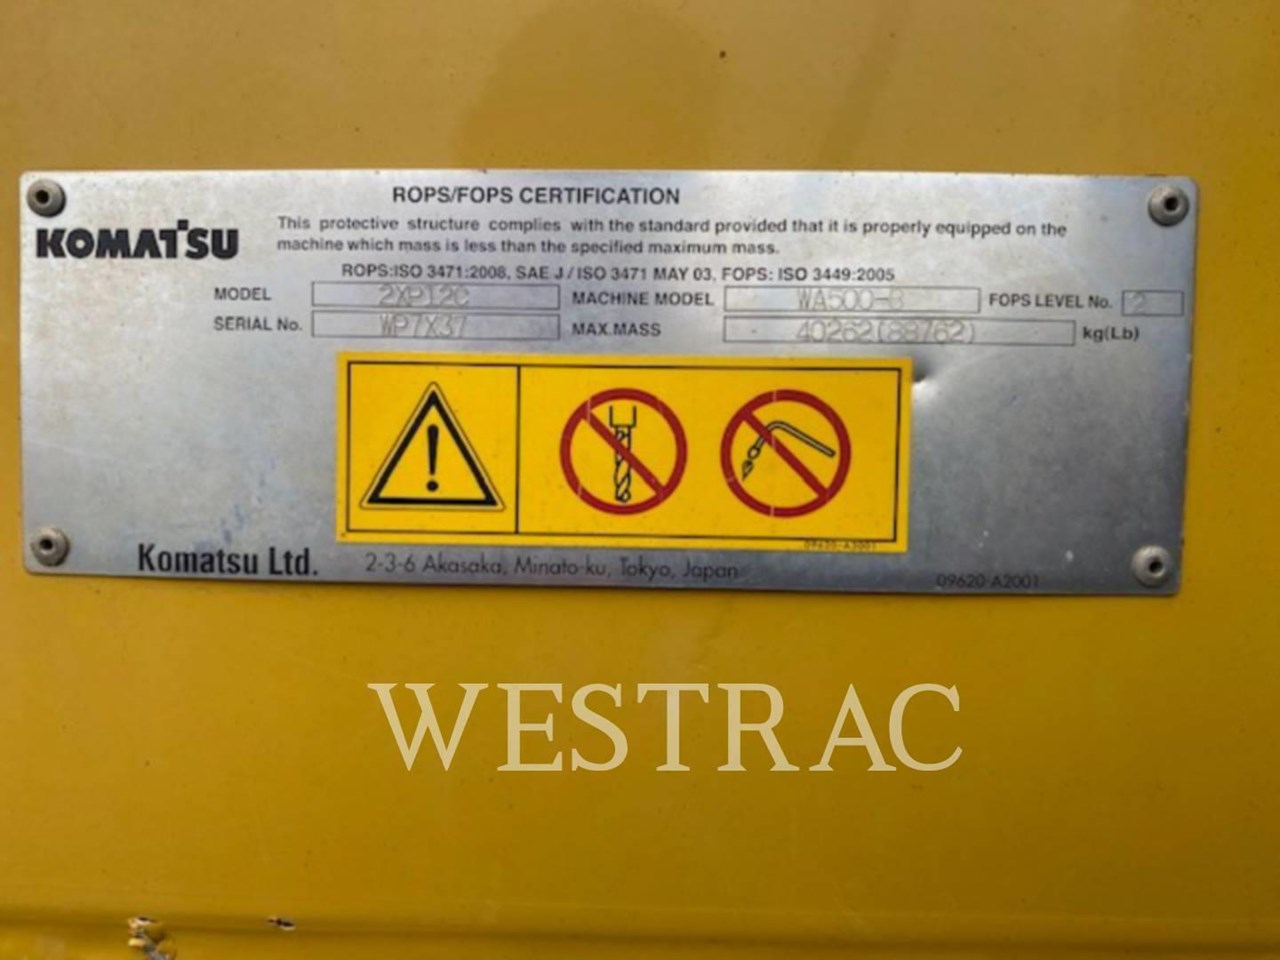 ROPS/FOPS CERTIFICATION
KOMATSU
This protective structure complies with the standard provided that it is properly equipped on the
machine which mass is less than the specified maximum mass.
ROPS:ISO 3471:2008, SAE J/ISO 3471 MAY 03, FOPS: ISO 3449:2005
MODEL 2XP12C MACHINE MODEL WA500-8 FOPS LEVEL No. 2
SERIAL No. WP7X37 MAX.MASS 40262(88762) kg(Lb)
09620-A3001
Komatsu Ltd. 2-3-6 Akasaka, Minato-ku, Tokyo, Japan 09620-A2001
WESTRAC